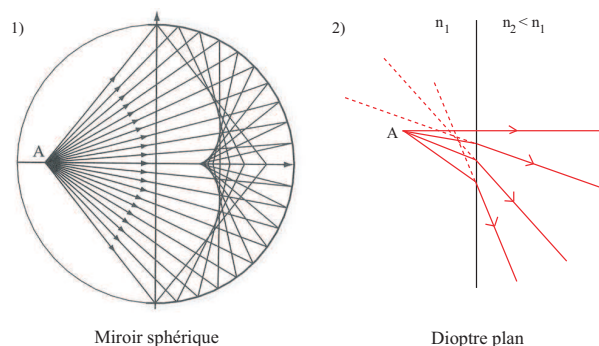 1)
A
Miroir sphérique
2)
n₁
n₂< n₁
A
Dioptre plan